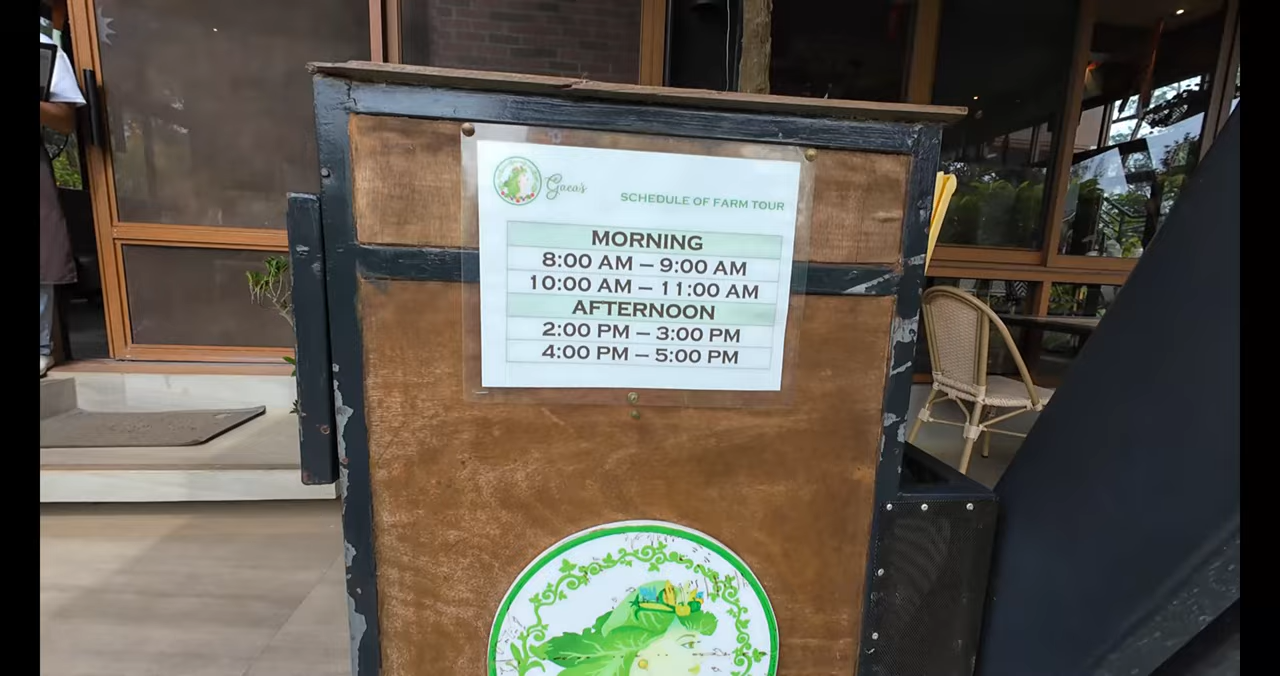 Gaea's
SCHEDULE OF FARM TOUR
MORNING
8:00 AM – 9:00 AM
10:00 AM – 11:00 AM
AFTERNOON
2:00 PM – 3:00 PM
4:00 PM – 5:00 PM